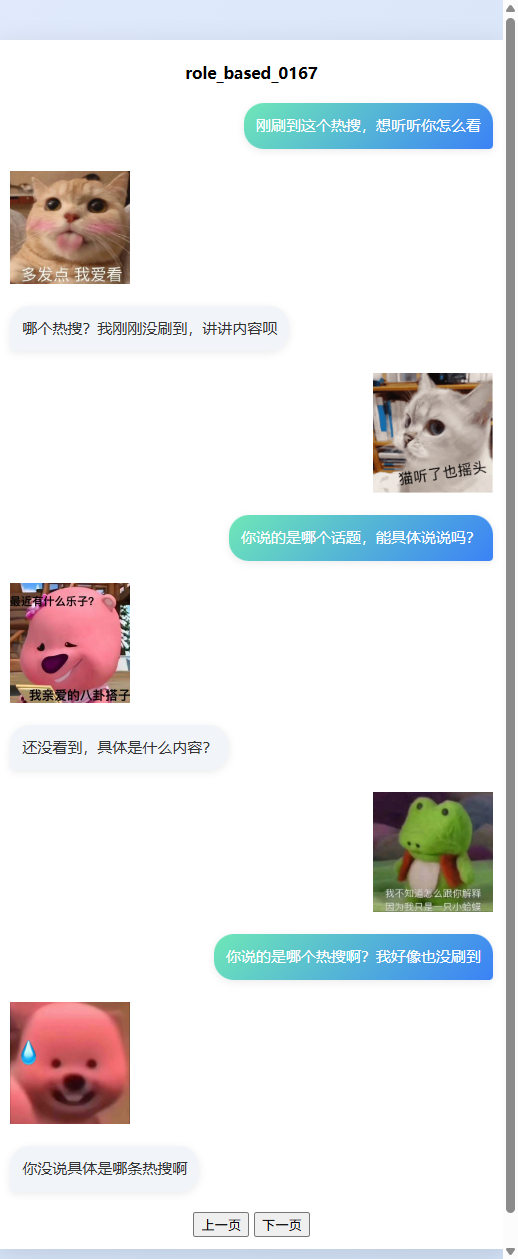 role_based_0167
刚刷到这个热搜，想听听你怎么看
多发点 我爱看
哪个热搜？我刚刚没刷到，讲讲内容呗
猫听了也摇头
你说的是哪个话题，能具体说说吗？
最近有什么乐子？
我亲爱的八卦搭子
还没看到，具体是什么内容？
我不知道怎么跟你解释
因为我只是一只小蛤蟆
你说的是哪个热搜啊？我好像也没刷到
你没说具体是哪条热搜啊
上一页 下一页